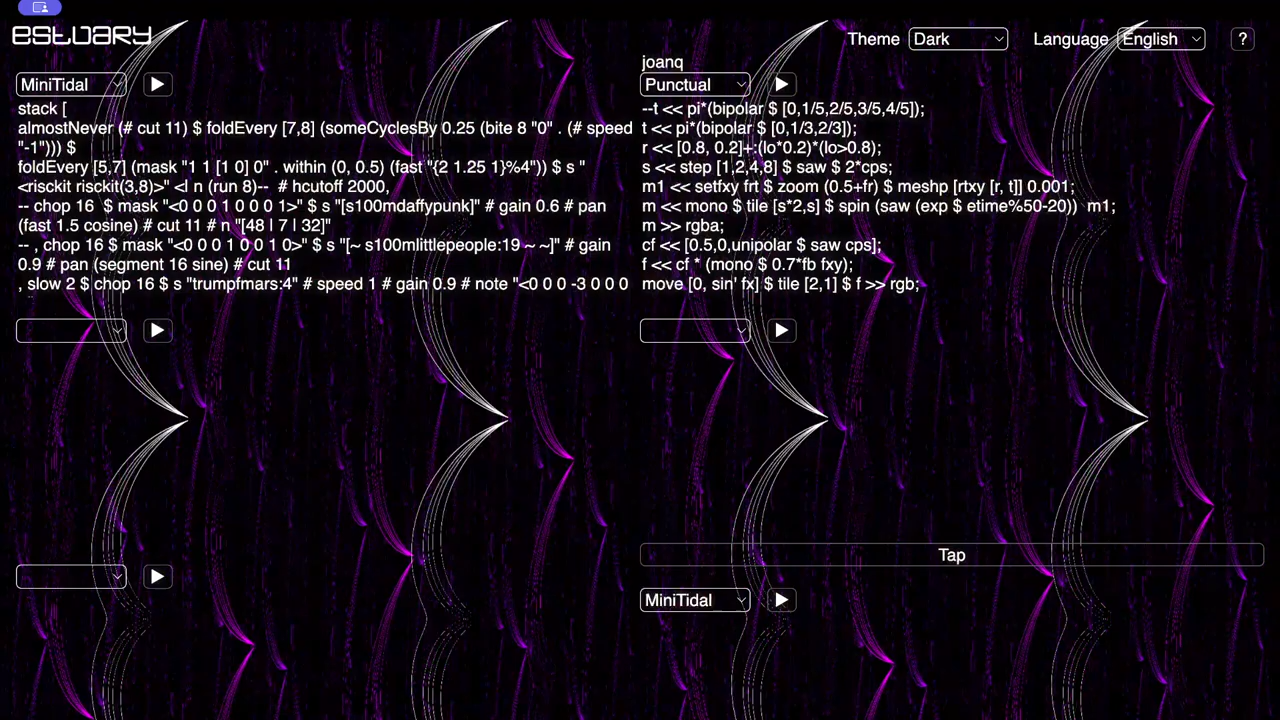 estuary
Theme Dark Language English ?
MiniTidal
stack [
almostNever (# cut 11) $ foldEvery [7,8] (someCyclesBy 0.25 (bite 8 "0" . (# speed
"-1"))) $
foldEvery [5,7] (mask "1 1 [1 0] 0" . within (0, 0.5) (fast "{2 1.25 1}%4")) $ s "
<risckit risckit(3,8)>" <| n (run 8)-- # hcutoff 2000,
-- chop 16 $ mask "<0 0 0 1 0 0 0 1>" $ s "[s100mdaffypunk]" # gain 0.6 # pan
(fast 1.5 cosine) # cut 11 # n "[48 | 7 | 32]"
-- , chop 16 $ mask "<0 0 0 1 0 0 1 0>" $ s "[~ s100mlittlepeople:19 ~ ~]" # gain
0.9 # pan (segment 16 sine) # cut 11
, slow 2 $ chop 16 $ s "trumpfmars:4" # speed 1 # gain 0.9 # note "<0 0 0 -3 0 0 0
joanq
Punctual
--t << pi*(bipolar $ [0,1/5,2/5,3/5,4/5]);
t << pi*(bipolar $ [0,1/3,2/3]);
r << [0.8, 0.2]+:(lo*0.2)*(lo>0.8);
s << step [1,2,4,8] $ saw $ 2*cps;
m1 << setfxy frt $ zoom (0.5+fr) $ meshp [rtxy [r, t]] 0.001;
m << mono $ tile [s*2,s] $ spin (saw (exp $ etime%50-20)) m1;
m >> rgba;
cf << [0.5,0,unipolar $ saw cps];
f << cf * (mono $ 0.7*fb fxy);
move [0, sin' fx] $ tile [2,1] $ f >> rgb;
Tap
MiniTidal